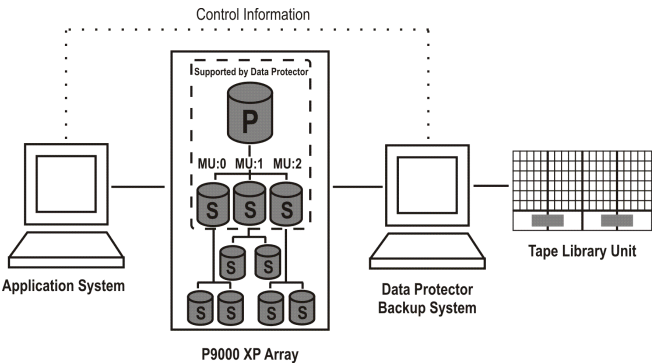 Control Information
Supported by Data Protector
P
MU:0 MU:1 MU:2
S S S
S S
S S S S
Application System
Data Protector
Backup System
Tape Library Unit
P9000 XP Array